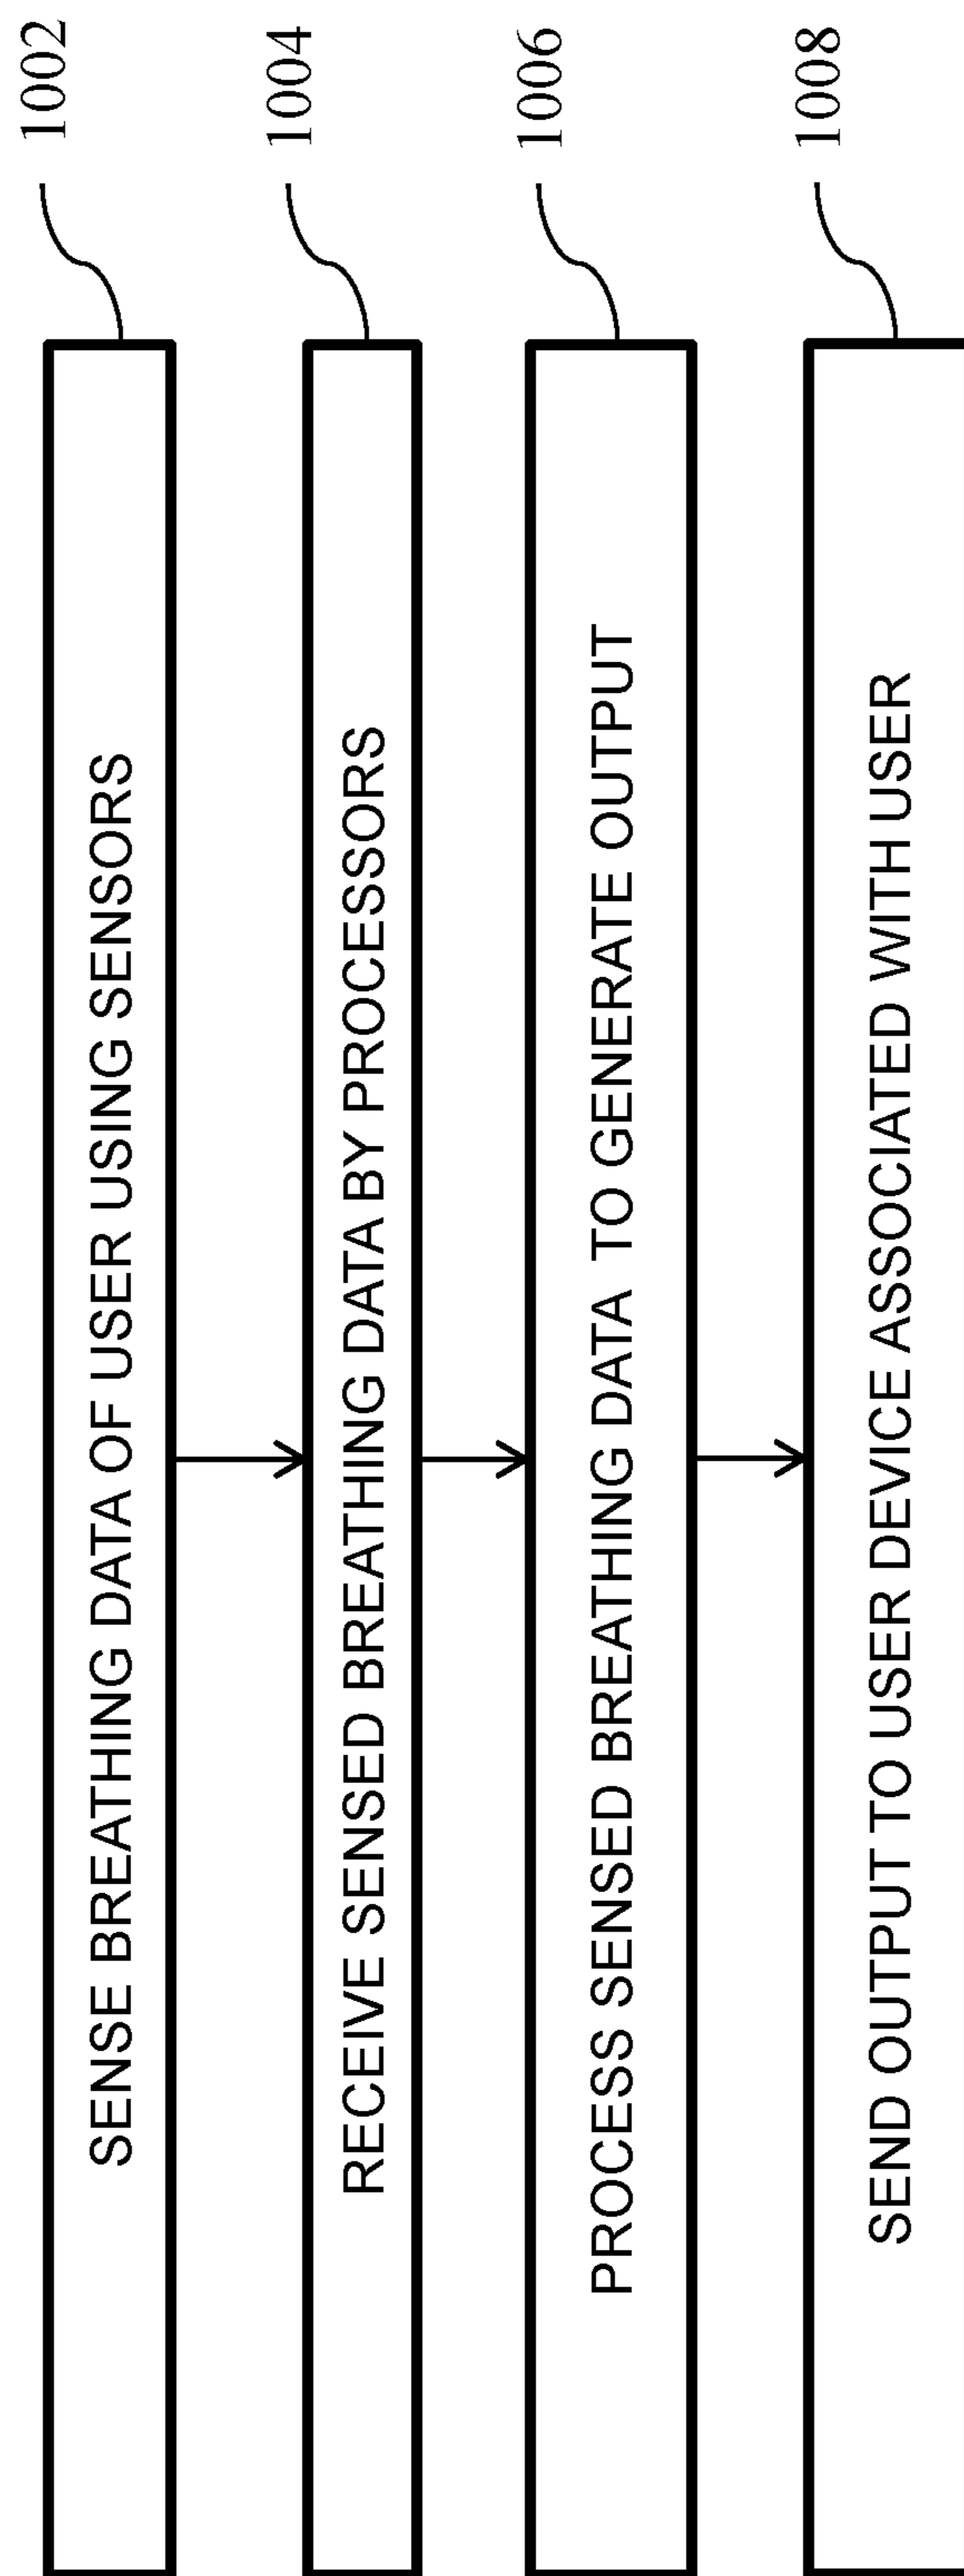 1002
SENSE BREATHING DATA OF USER USING SENSORS
1004
RECEIVE SENSED BREATHING DATA BY PROCESSORS
1006
PROCESS SENSED BREATHING DATA TO GENERATE OUTPUT
1008
SEND OUTPUT TO USER DEVICE ASSOCIATED WITH USER